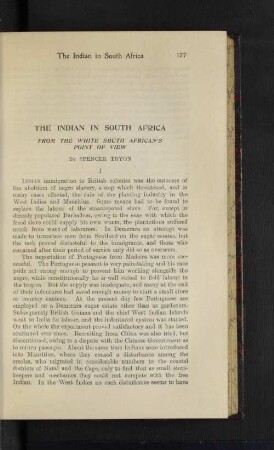 The Indian in South Africa 177
THE INDIAN IN SOUTH AFRICA
FROM THE WHITE SOUTH AFRICAN'S
POINT OF VIEW
BY SPENCER TRYON
I
INDIAN immigration to British colonies was the outcome of
the abolition of negro slavery, a step which threatened, and in
many cases effected, the ruin of the planting industry in the
West Indies and Mauritius. Some means had to be found to
replace the labour of the emancipated slave. For, except in
densely populated Barbados, owing to the ease with which the
freed slave could supply his own wants, the plantations suffered
much from want of labourers. In Demerara an attempt was
made to introduce men from Scotland on the sugar estates, but
the task proved distasteful to the immigrants, and those who
remained after their period of service only did so as overseers.
The importation of Portuguese from Madeira was more suc-
cessful. The Portuguese peasant is very painstaking and his race
pride not strong enough to prevent him working alongside the
negro, while constitutionally he is well suited to field labour in
the tropics. But the supply was inadequate, and many at the end
of their indentures had saved enough money to start a small store
or country canteen. At the present day few Portuguese are
employed on a Demerara sugar estate other than as gardeners.
Subsequently British Guiana and the chief West Indian Islands
went to India for labour, and the indentured system was started.
On the whole the experiment proved satisfactory and it has been
continued ever since. Recruiting from China was also tried, but
discontinued, owing to a dispute with the Chinese Government as
to return passages. About the same time Indians were introduced
into Mauritius, where they caused a disturbance among the
creoles, who migrated in considerable numbers to the coastal
districts of Natal and the Cape, only to find that as small store-
keepers and mechanics they could not compete with the free
Indian. In the West Indies no such disturbance seems to have